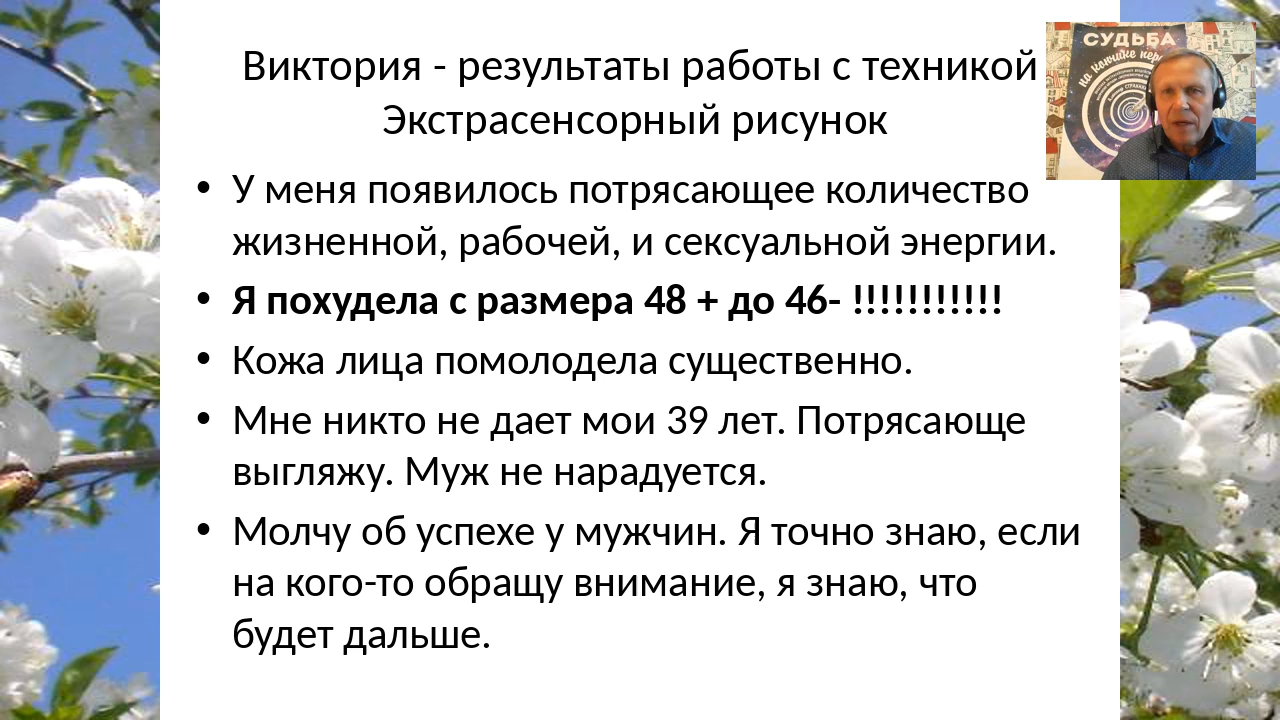 Виктория - результаты работы с техникой
Экстрасенсорный рисунок
• У меня появилось потрясающее количество
жизненной, рабочей, и сексуальной энергии.
• Я похудела с размера 48 + до 46- !!!!!!!!!!!
• Кожа лица помолодела существенно.
• Мне никто не дает мои 39 лет. Потрясающе
выгляжу. Муж не нарадуется.
• Молчу об успехе у мужчин. Я точно знаю, если
на кого-то обращу внимание, я знаю, что
будет дальше.
СУДЬБА
на кончике